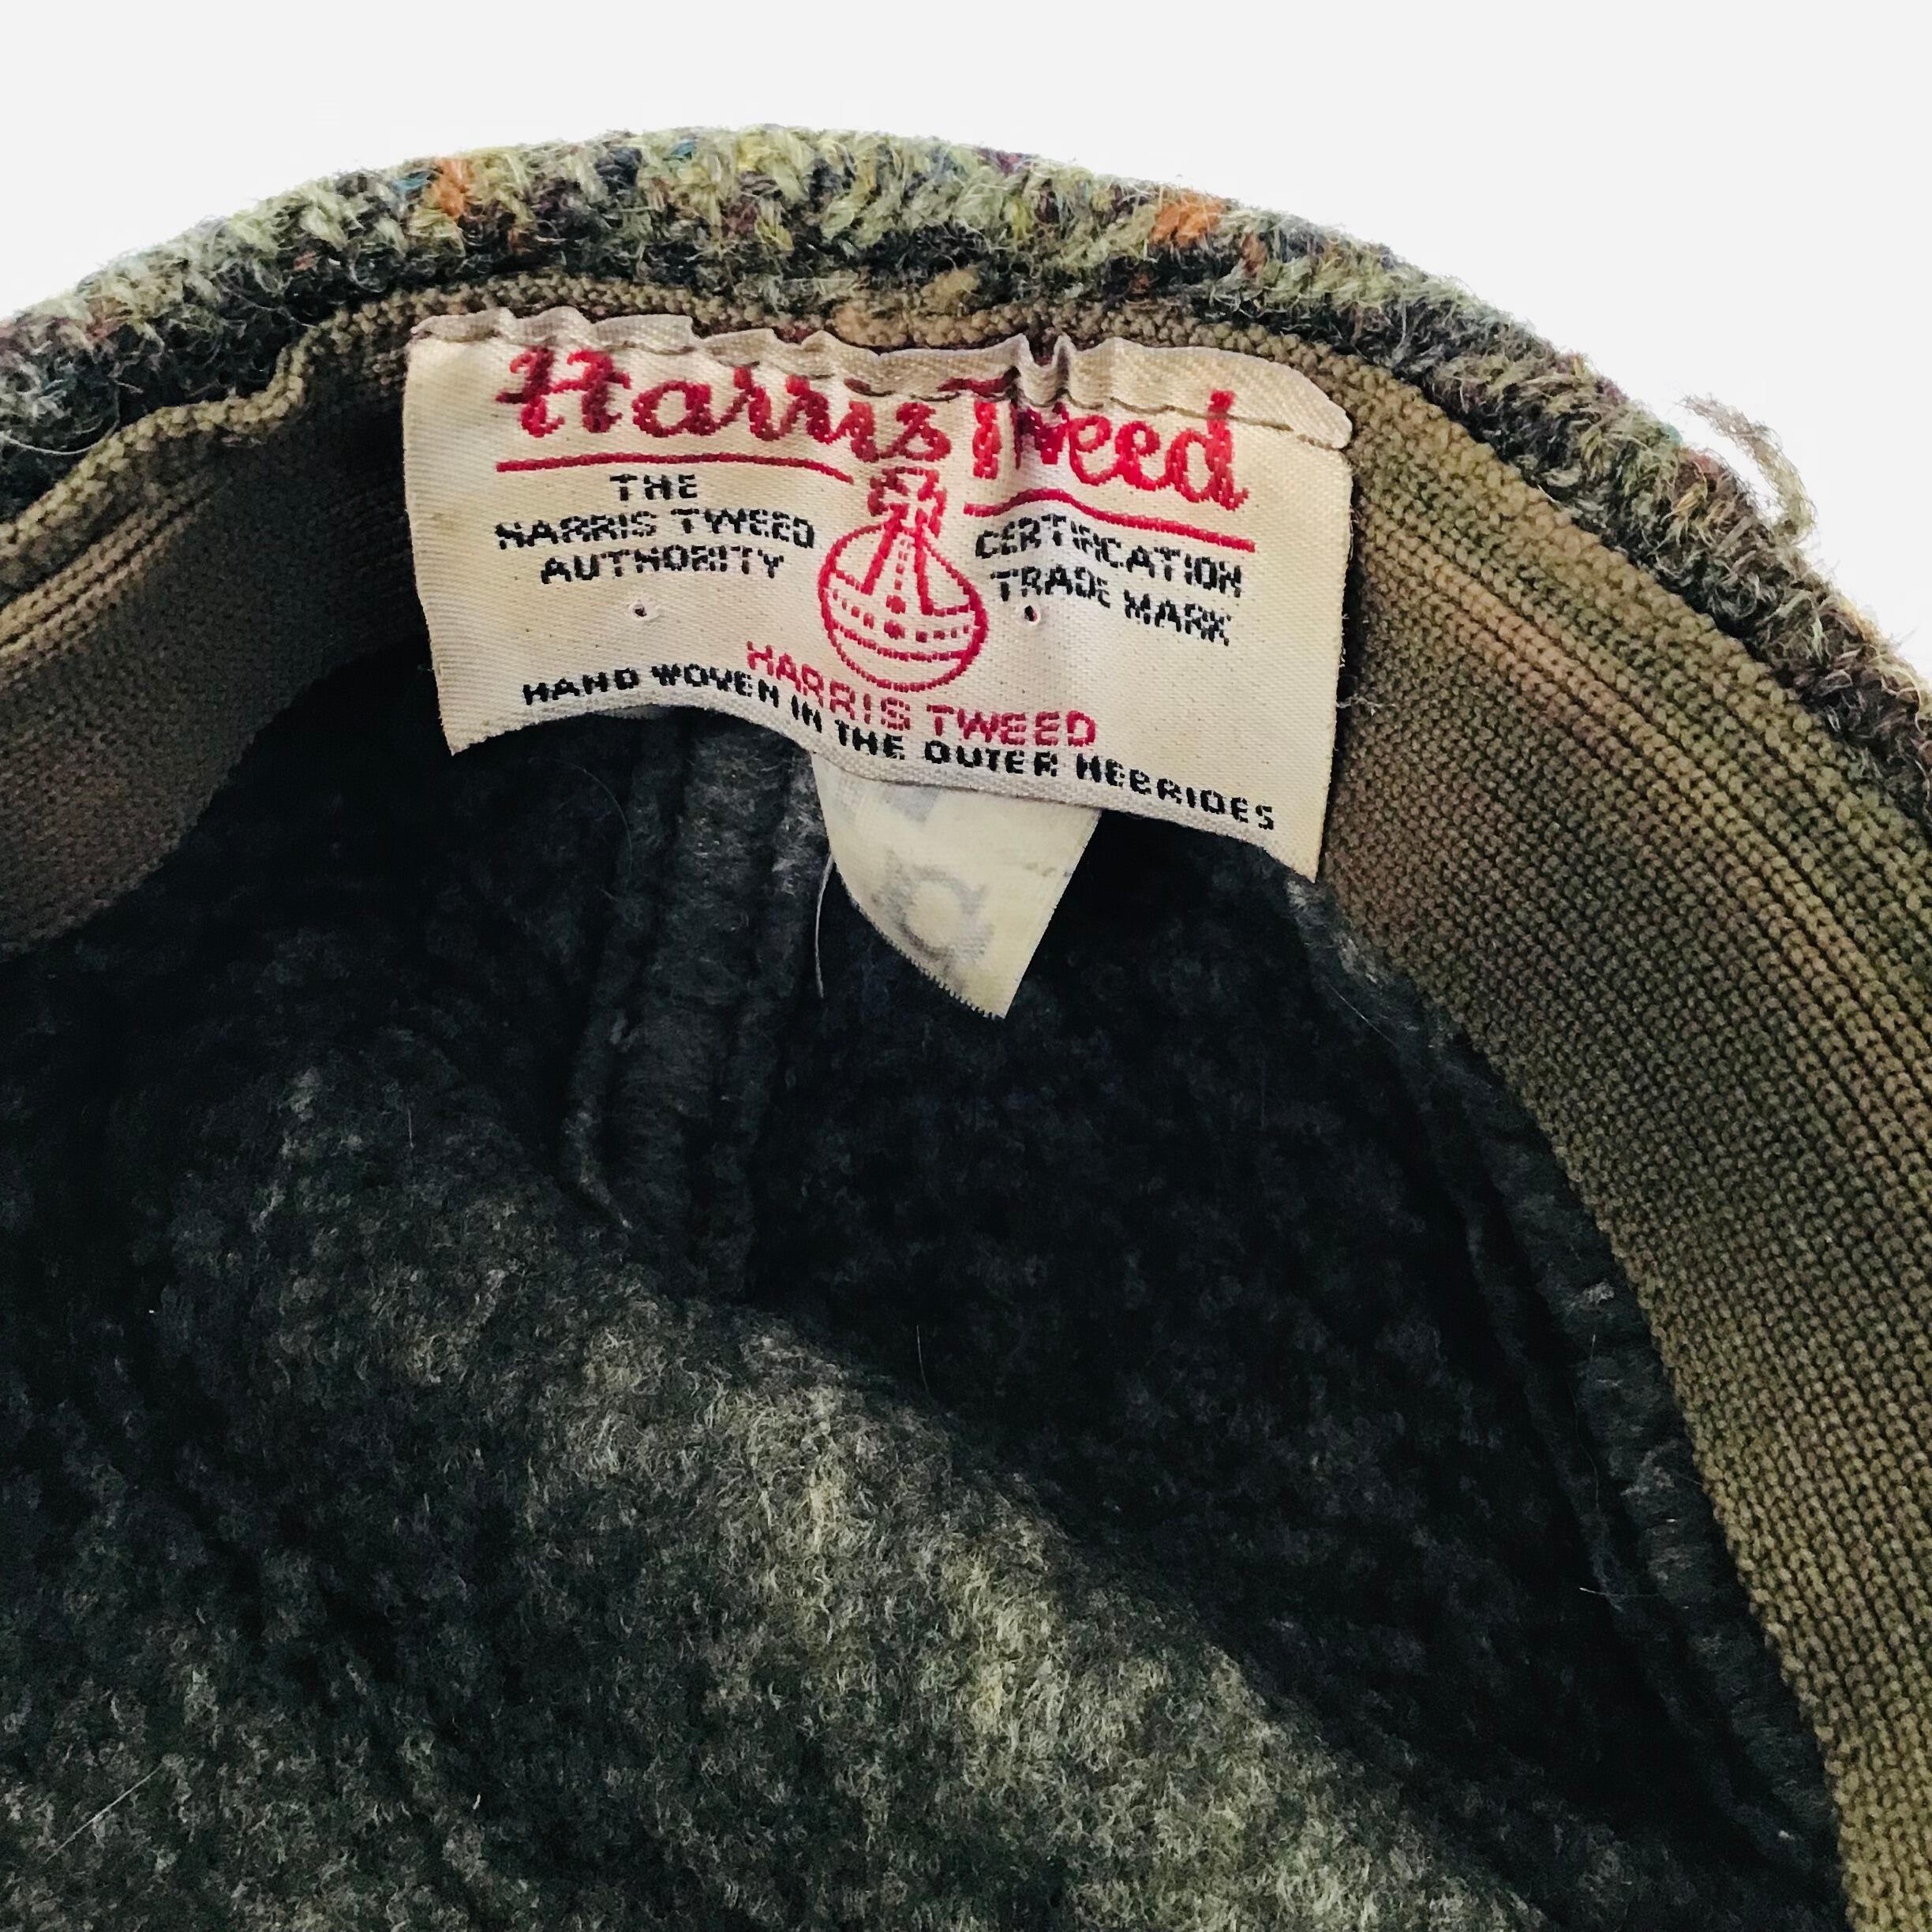 Harris Tweed
THE
HARRIS TWEED
AUTHORITY
CERTIFICATION
TRADE MARK
HARRIS TWEED
HAND WOVEN IN THE OUTER HEBRIDES